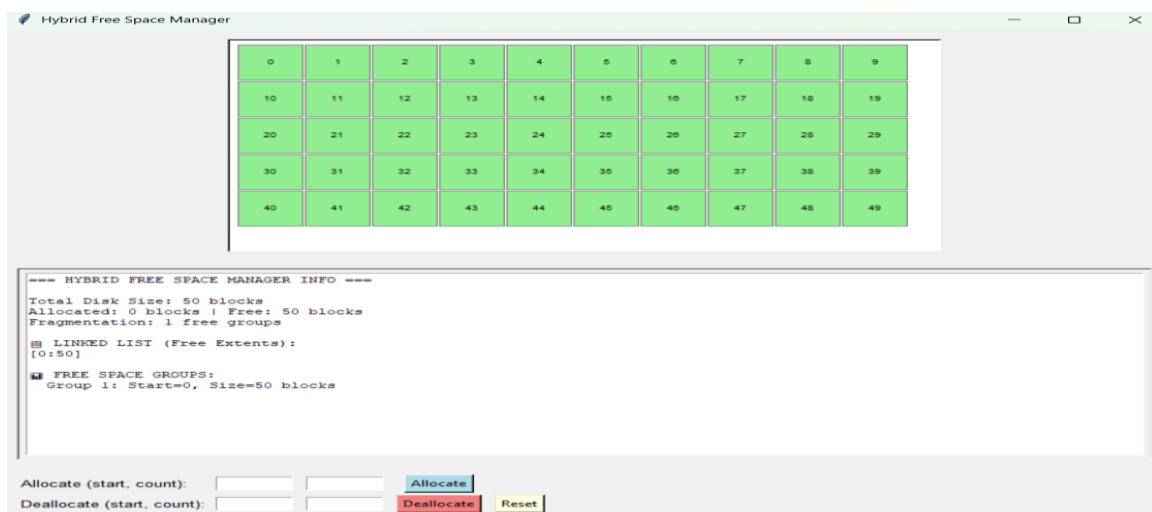 Hybrid Free Space Manager
0 1 2 3 4 5 6 7 8 9
10 11 12 13 14 15 16 17 18 19
20 21 22 23 24 25 26 27 28 29
30 31 32 33 34 35 36 37 38 39
40 41 42 43 44 45 46 47 48 49
=== HYBRID FREE SPACE MANAGER INFO ===
Total Disk Size: 50 blocks
Allocated: 0 blocks | Free: 50 blocks
Fragmentation: 1 free groups
LINKED LIST (Free Extents):
[0:50]
FREE SPACE GROUPS:
Group 1: Start=0, Size=50 blocks
Allocate (start, count): Allocate
Deallocate (start, count): Deallocate Reset